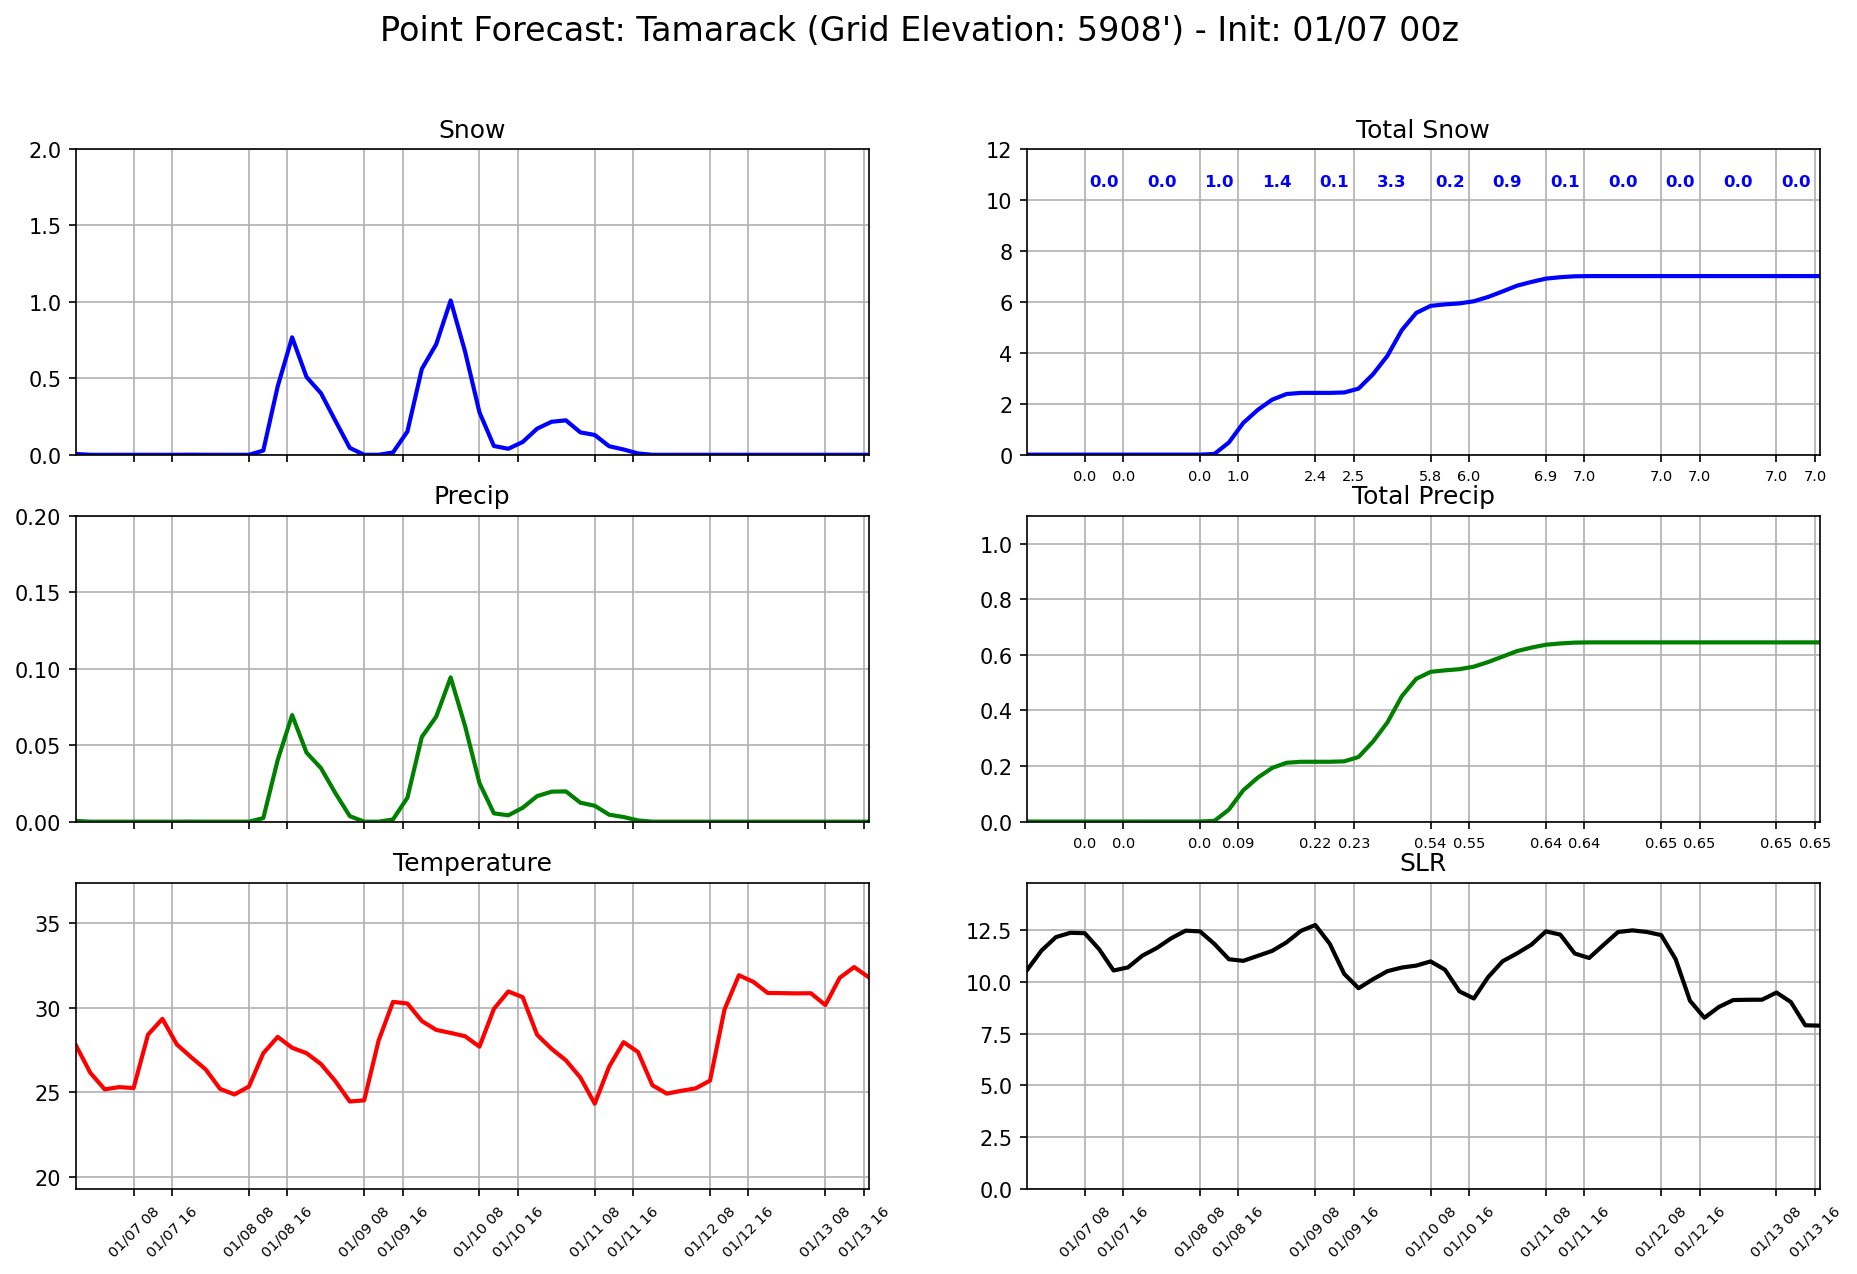 Point Forecast: Tamarack (Grid Elevation: 5908') - Init: 01/07 00z
Snow
2.0
1.5
1.0
0.5
0.0
Total Snow
12
10
8
6
4
2
0
0.0 0.0 1.0 1.4 0.1 3.3 0.2 0.9 0.1 0.0 0.0 0.0 0.0
0.0 0.0 0.0 1.0 2.4 2.5 5.8 6.0 6.9 7.0 7.0 7.0 7.0 7.0
Precip
0.20
0.15
0.10
0.05
0.00
Total Precip
1.0
0.8
0.6
0.4
0.2
0.0
0.0 0.0 0.0 0.09 0.22 0.23 0.54 0.55 0.64 0.64 0.65 0.65 0.65 0.65
Temperature
35
30
25
20
01/07 08 01/07 16 01/08 08 01/08 16 01/09 08 01/09 16 01/10 08 01/10 16 01/11 08 01/11 16 01/12 08 01/12 16 01/13 08 01/13 16
SLR
12.5
10.0
7.5
5.0
2.5
0.0
01/07 08 01/07 16 01/08 08 01/08 16 01/09 08 01/09 16 01/10 08 01/10 16 01/11 08 01/11 16 01/12 08 01/12 16 01/13 08 01/13 16